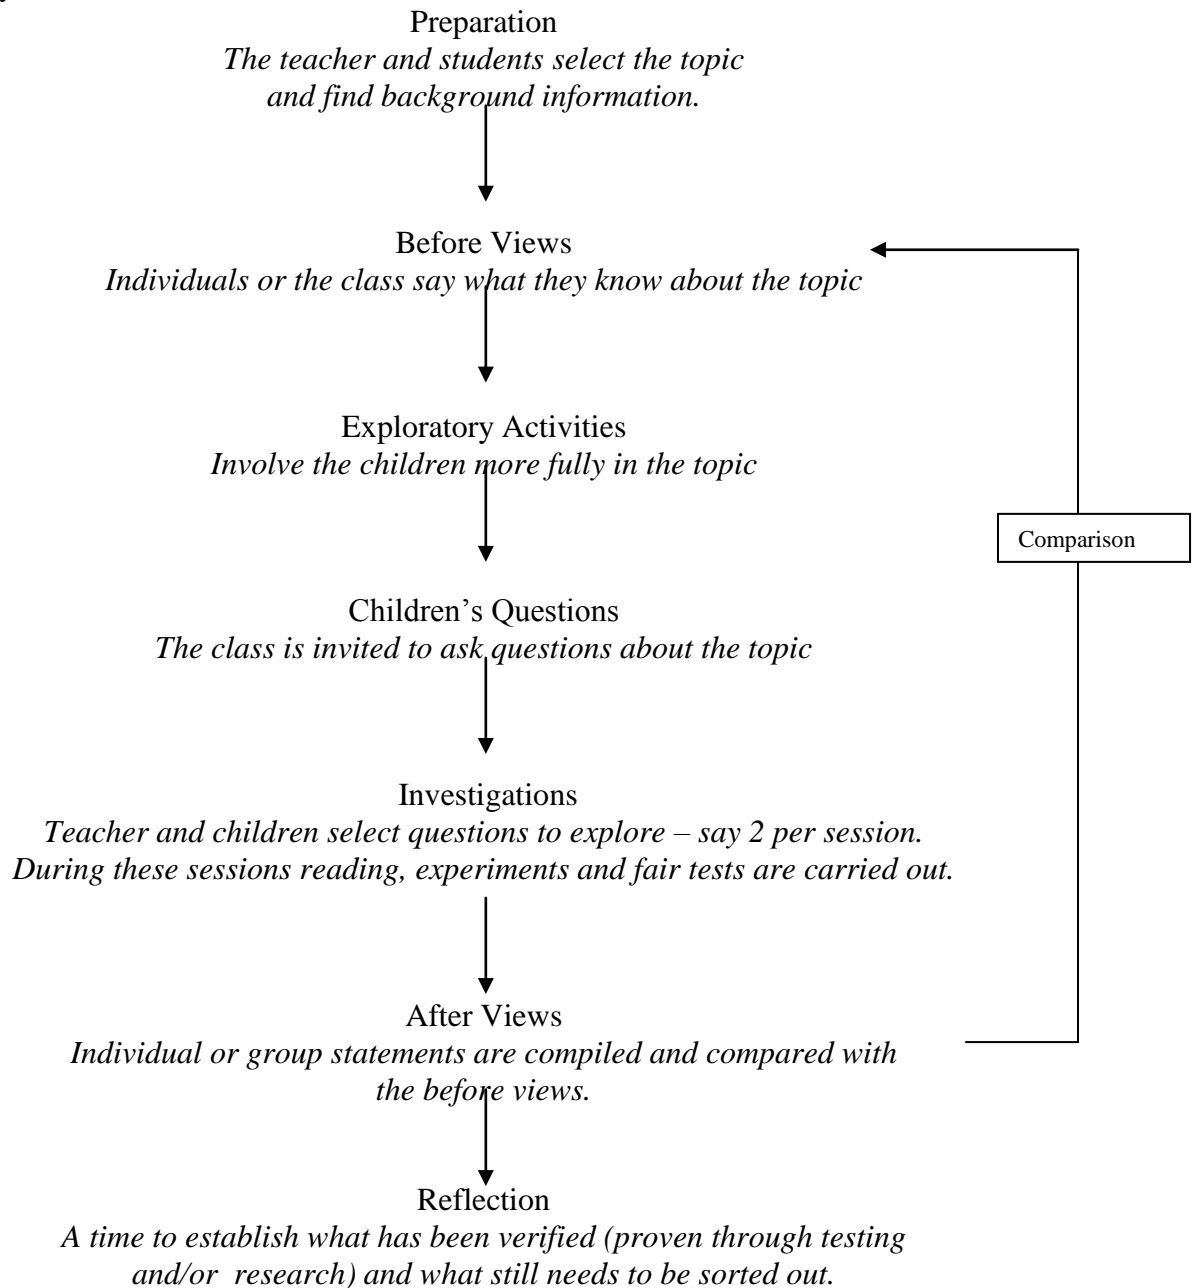 Preparation
The teacher and students select the topic
and find background information.
Before Views
Individuals or the class say what they know about the topic
Exploratory Activities
Involve the children more fully in the topic
Comparison
Children’s Questions
The class is invited to ask questions about the topic
Investigations
Teacher and children select questions to explore – say 2 per session.
During these sessions reading, experiments and fair tests are carried out.
After Views
Individual or group statements are compiled and compared with
the before views.
Reflection
A time to establish what has been verified (proven through testing
and/or research) and what still needs to be sorted out.